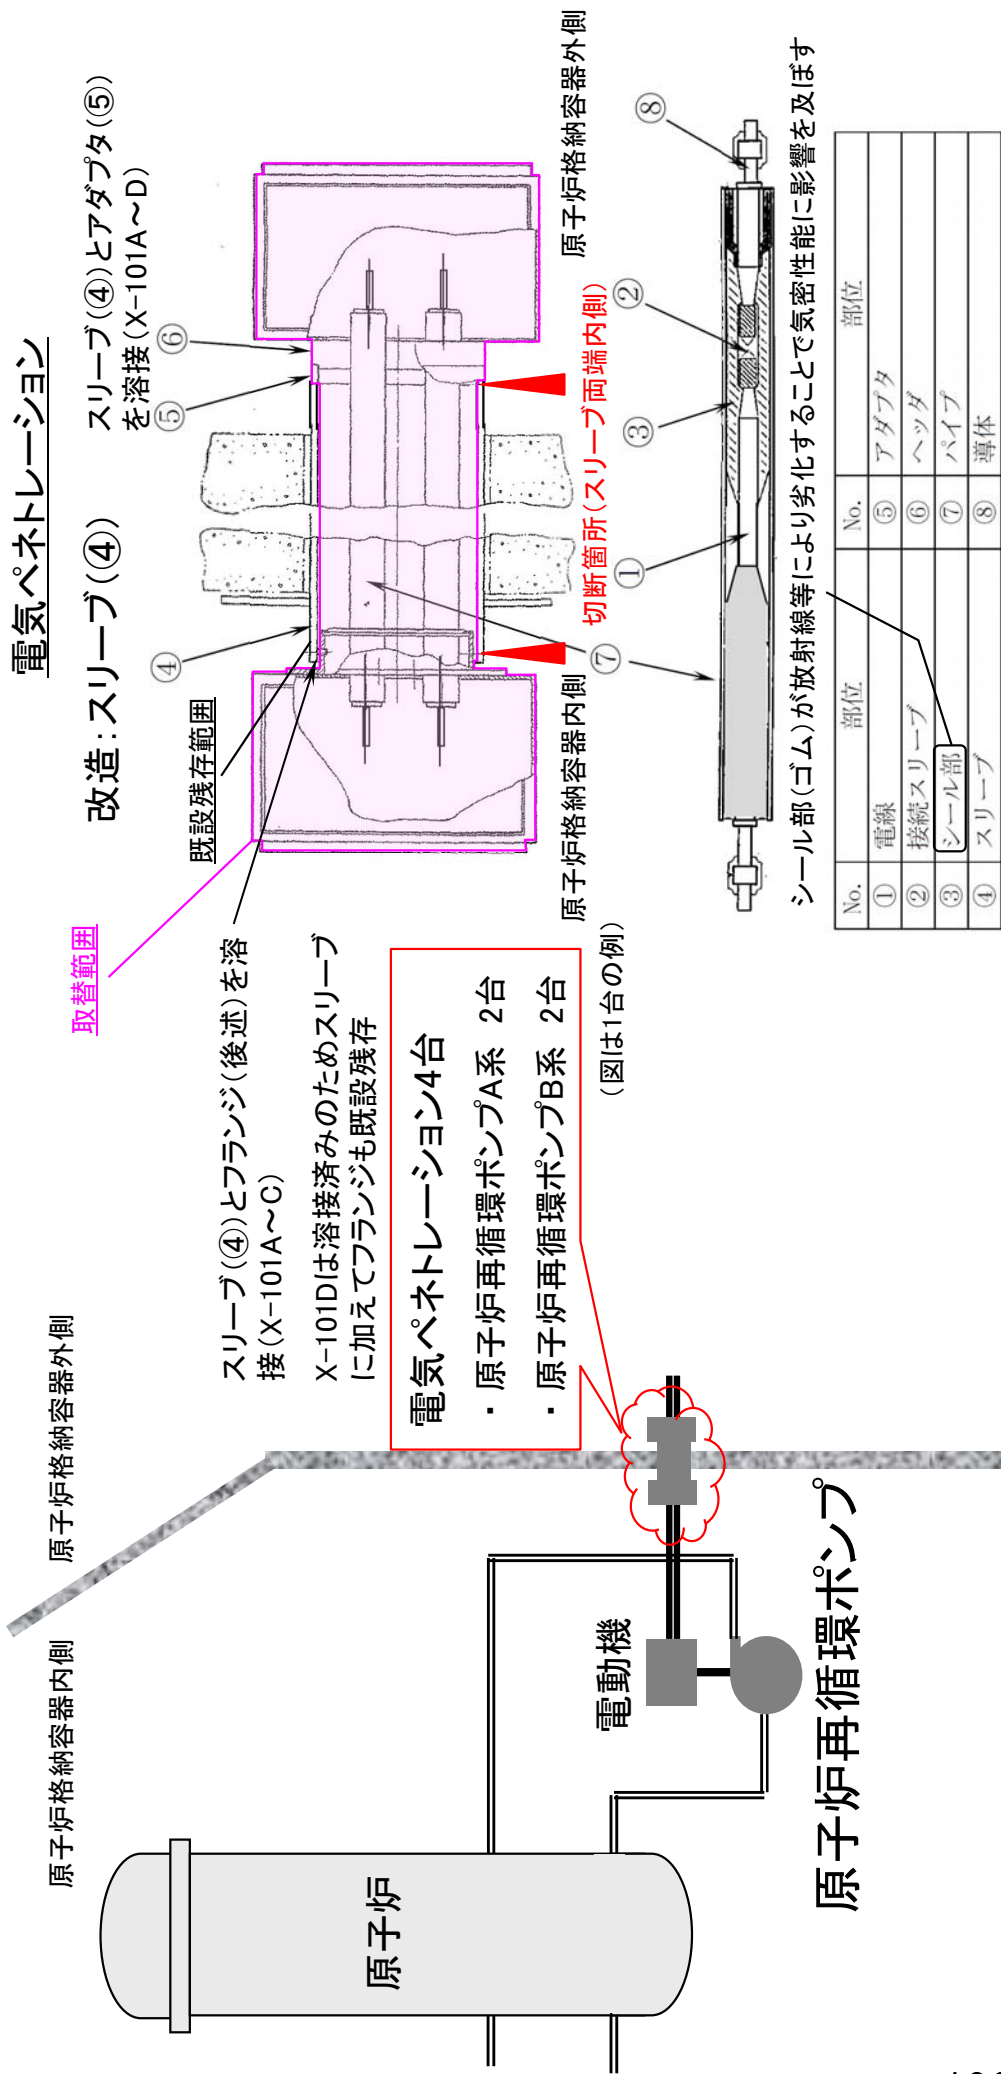 電気ペネトレーション
改造：スリーブ(④)
スリーブ(④)とアダプタ(⑤)
を溶接(X-101A～D)
取替範囲
既設残存範囲
④
⑤
⑥
⑦
切断箇所(スリーブ両端内側)
原子炉格納容器内側
原子炉格納容器外側
スリーブ(④)とフランジ(後述)を溶
接(X-101A～C)
X-101Dは溶接済みのためスリーブ
に加えてフランジも既設残存
電気ペネトレーション4台
・ 原子炉再循環ポンプA系 2台
・ 原子炉再循環ポンプB系 2台
(図は1台の例)
①
②
③
⑧
シール部(ゴム)が放射線等により劣化することで気密性能に影響を及ぼす
No. 部位 No. 部位
① 電線 ⑤ アダプタ
② 接続スリーブ ⑥ ヘッダ
③ シール部 ⑦ パイプ
④ スリーブ ⑧ 導体
原子炉格納容器内側
原子炉格納容器外側
原子炉
電動機
原子炉再循環ポンプ